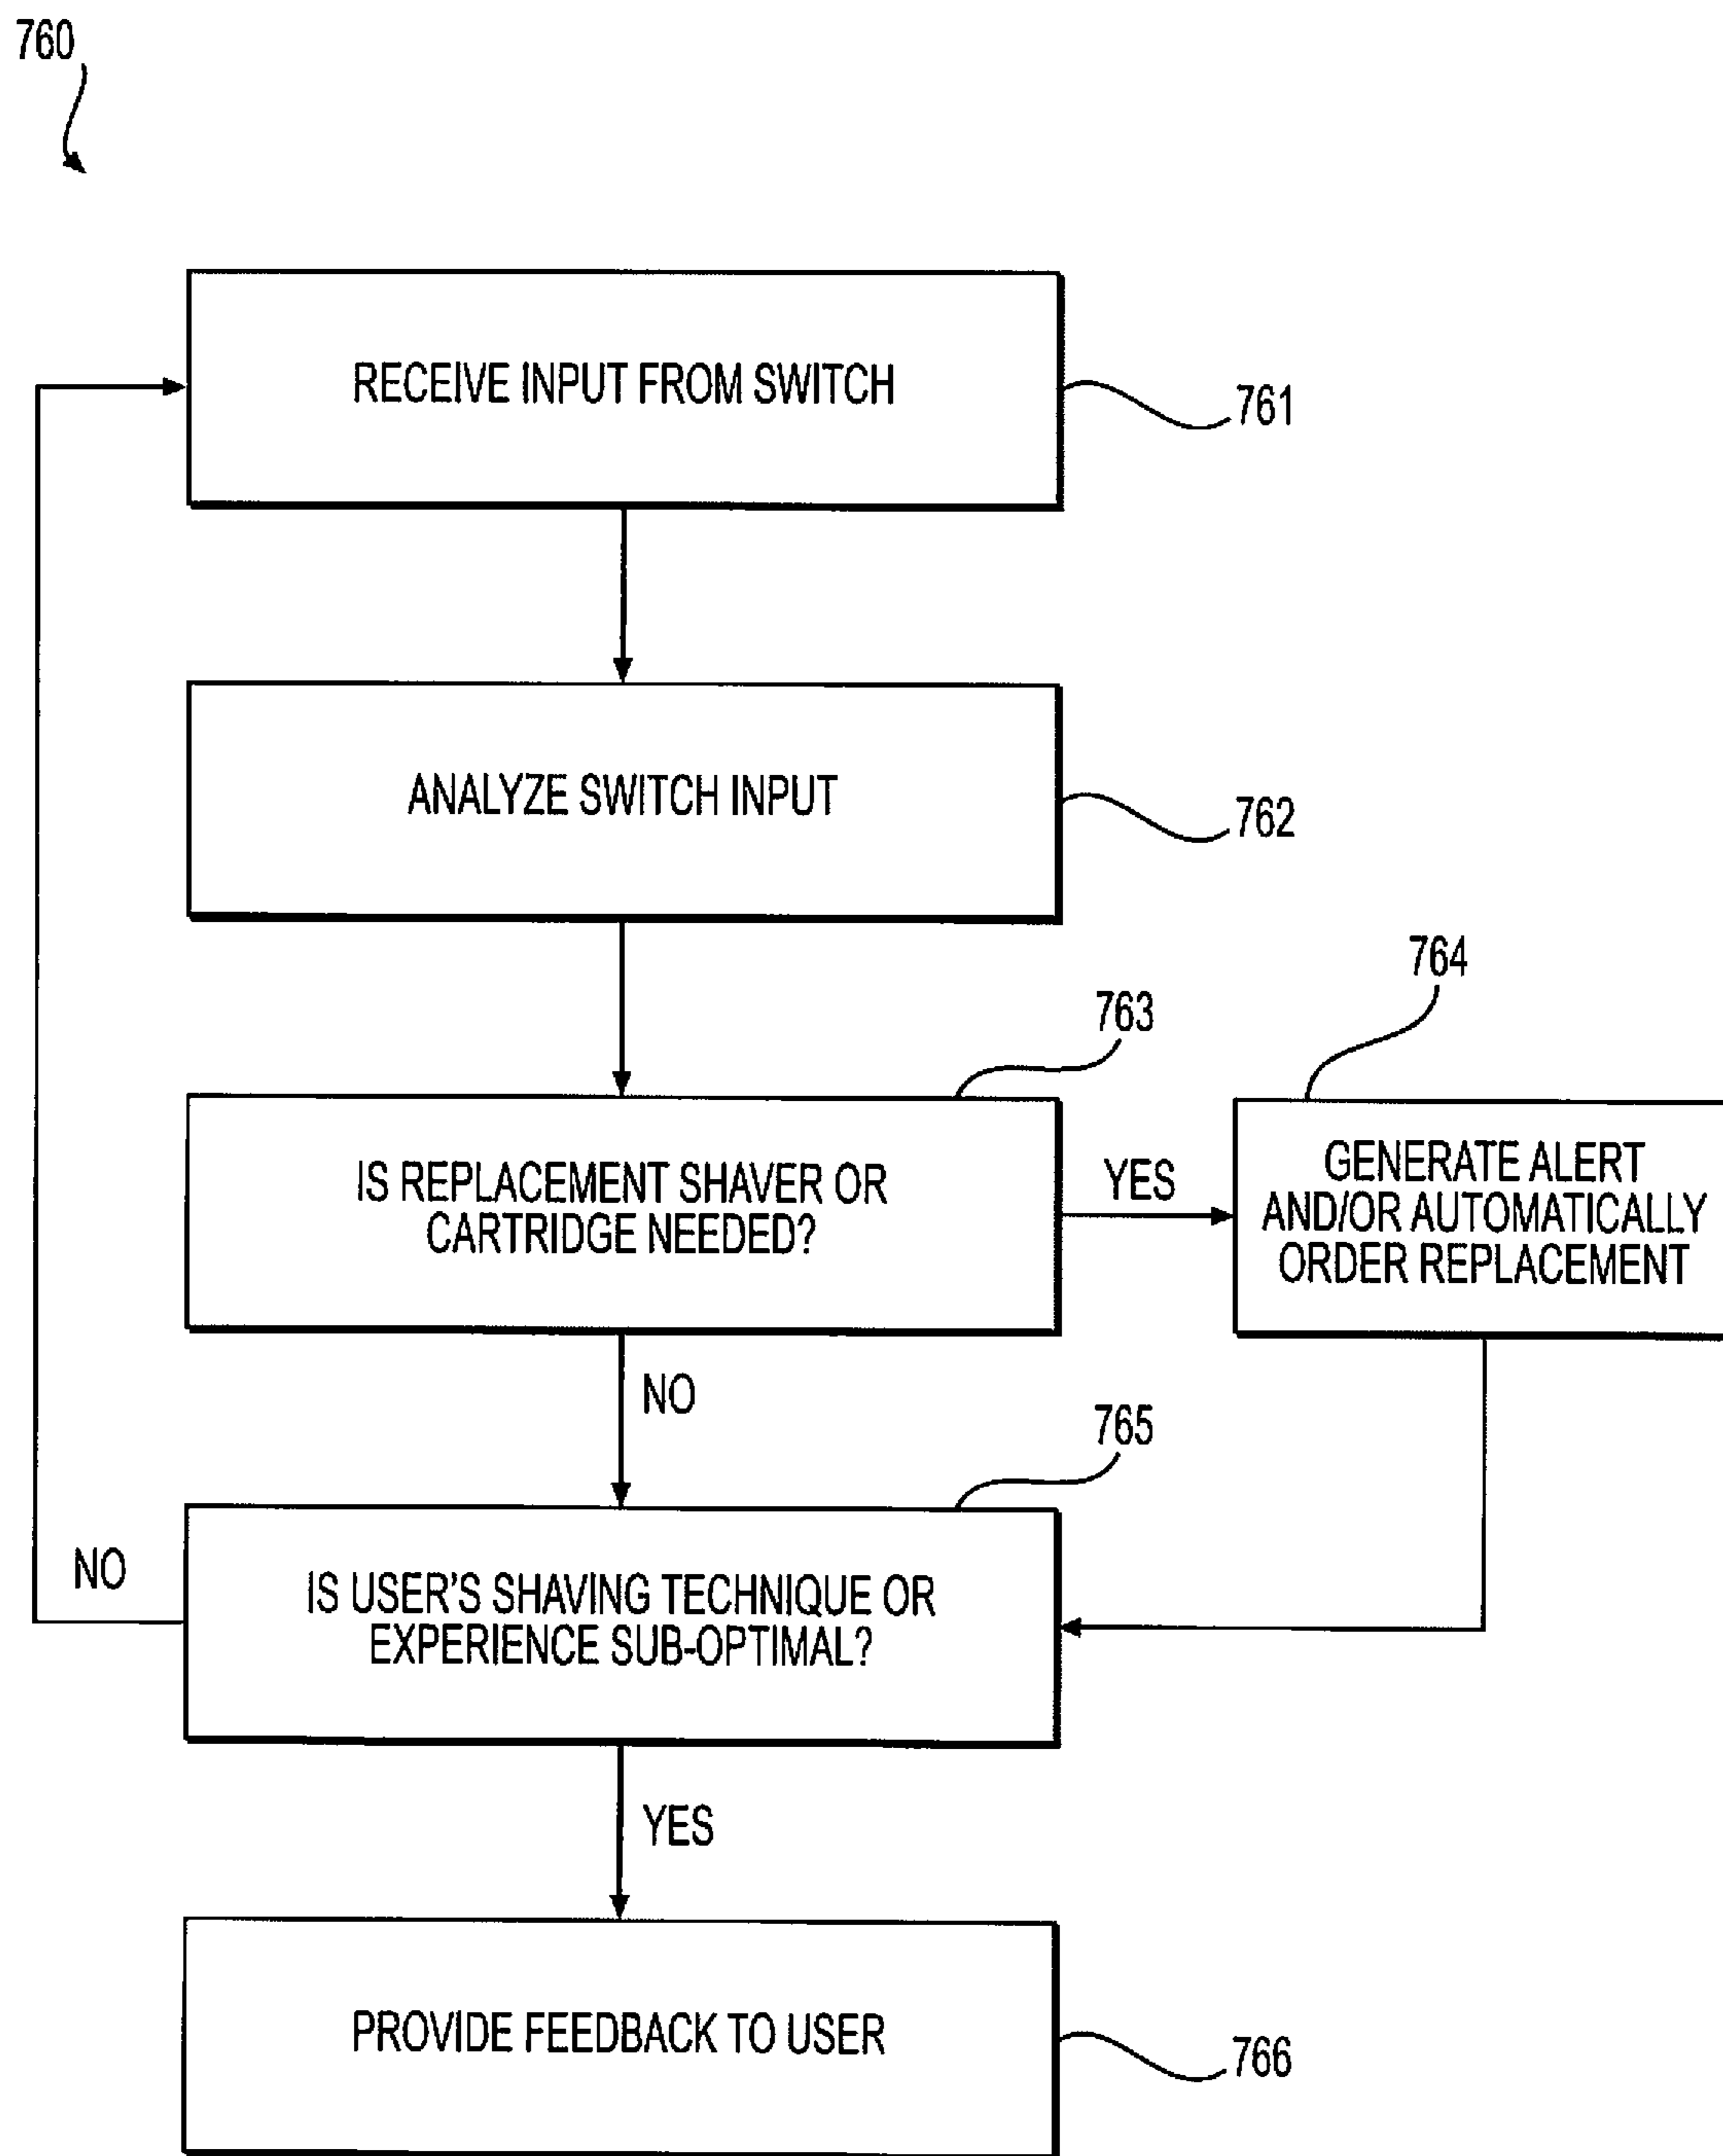 760
RECEIVE INPUT FROM SWITCH
761
ANALYZE SWITCH INPUT
762
763
IS REPLACEMENT SHAVER OR
CARTRIDGE NEEDED?
YES
764
GENERATE ALERT
AND/OR AUTOMATICALLY
ORDER REPLACEMENT
NO
765
IS USER'S SHAVING TECHNIQUE OR
EXPERIENCE SUB-OPTIMAL?
NO
YES
PROVIDE FEEDBACK TO USER
766